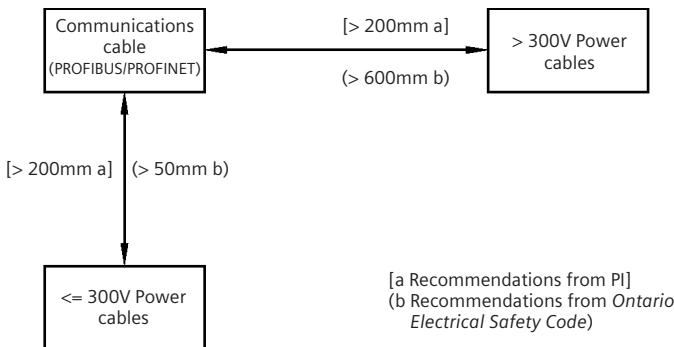 Communications
cable
(PROFIBUS/PROFINET)
[> 200mm a]
(> 600mm b)
> 300V Power
cables
[> 200mm a]
(> 50mm b)
<= 300V Power
cables
[a Recommendations from PI]
(b Recommendations from Ontario
Electrical Safety Code)